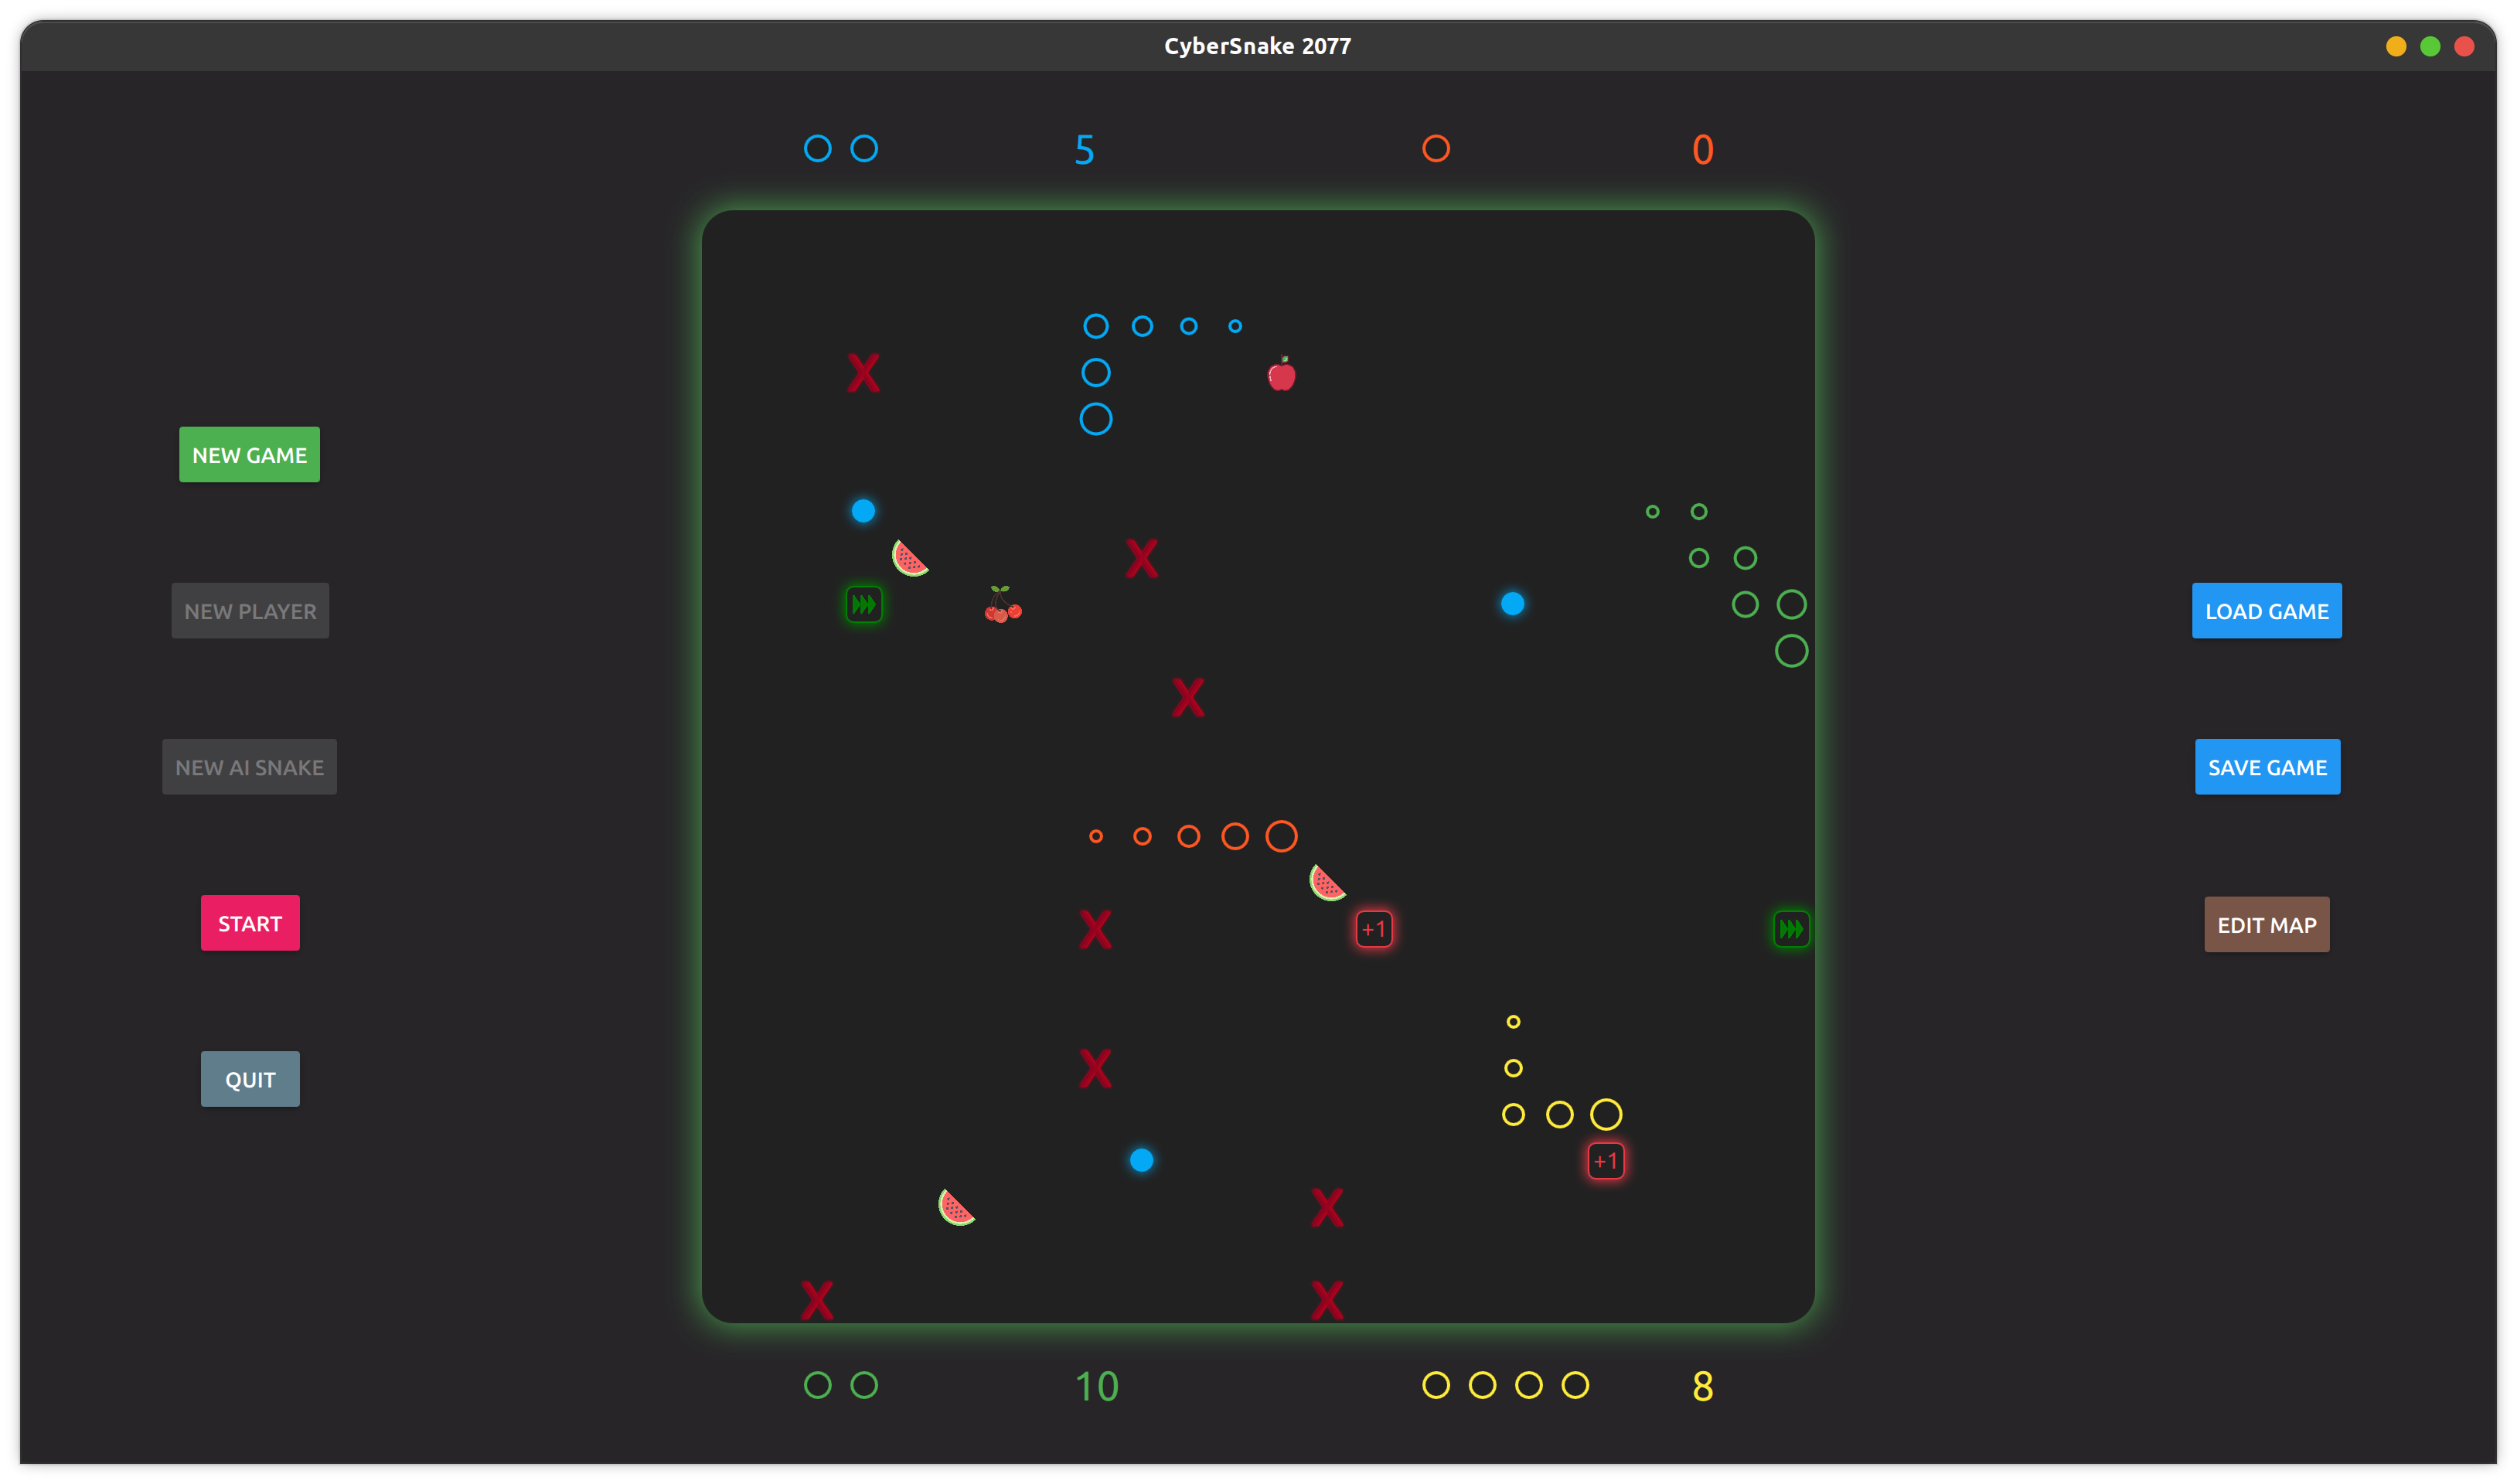 CyberSnake 2077
5
0
NEW GAME
NEW PLAYER
LOAD GAME
NEW AI SNAKE
SAVE GAME
START
+1
EDIT MAP
QUIT
+1
10
8